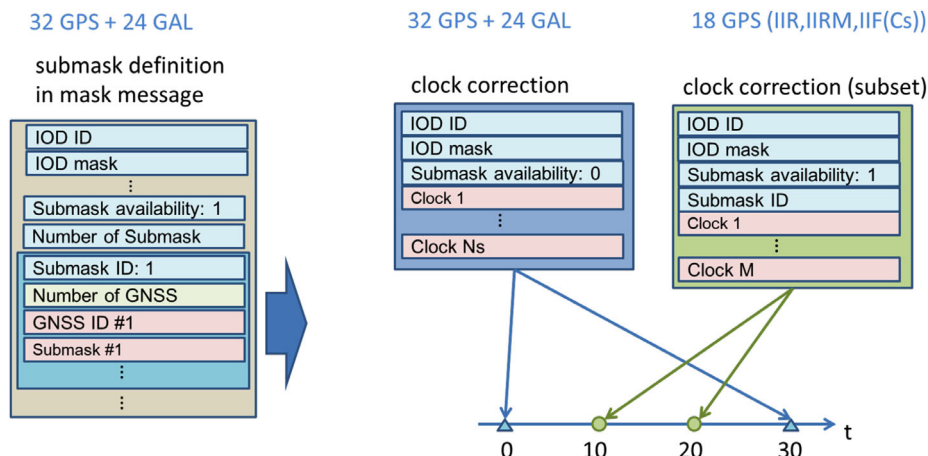 32 GPS + 24 GAL
submask definition
in mask message
IOD ID
IOD mask
⋮
Submask availability: 1
Number of Submask
Submask ID: 1
Number of GNSS
GNSS ID #1
Submask #1
⋮
⋮
32 GPS + 24 GAL
clock correction
IOD ID
IOD mask
Submask availability: 0
Clock 1
⋮
Clock Ns
18 GPS (IIR,IIRM,IIF(Cs))
clock correction (subset)
IOD ID
IOD mask
Submask availability: 1
Submask ID
Clock 1
⋮
Clock M
0 10 20 30 t